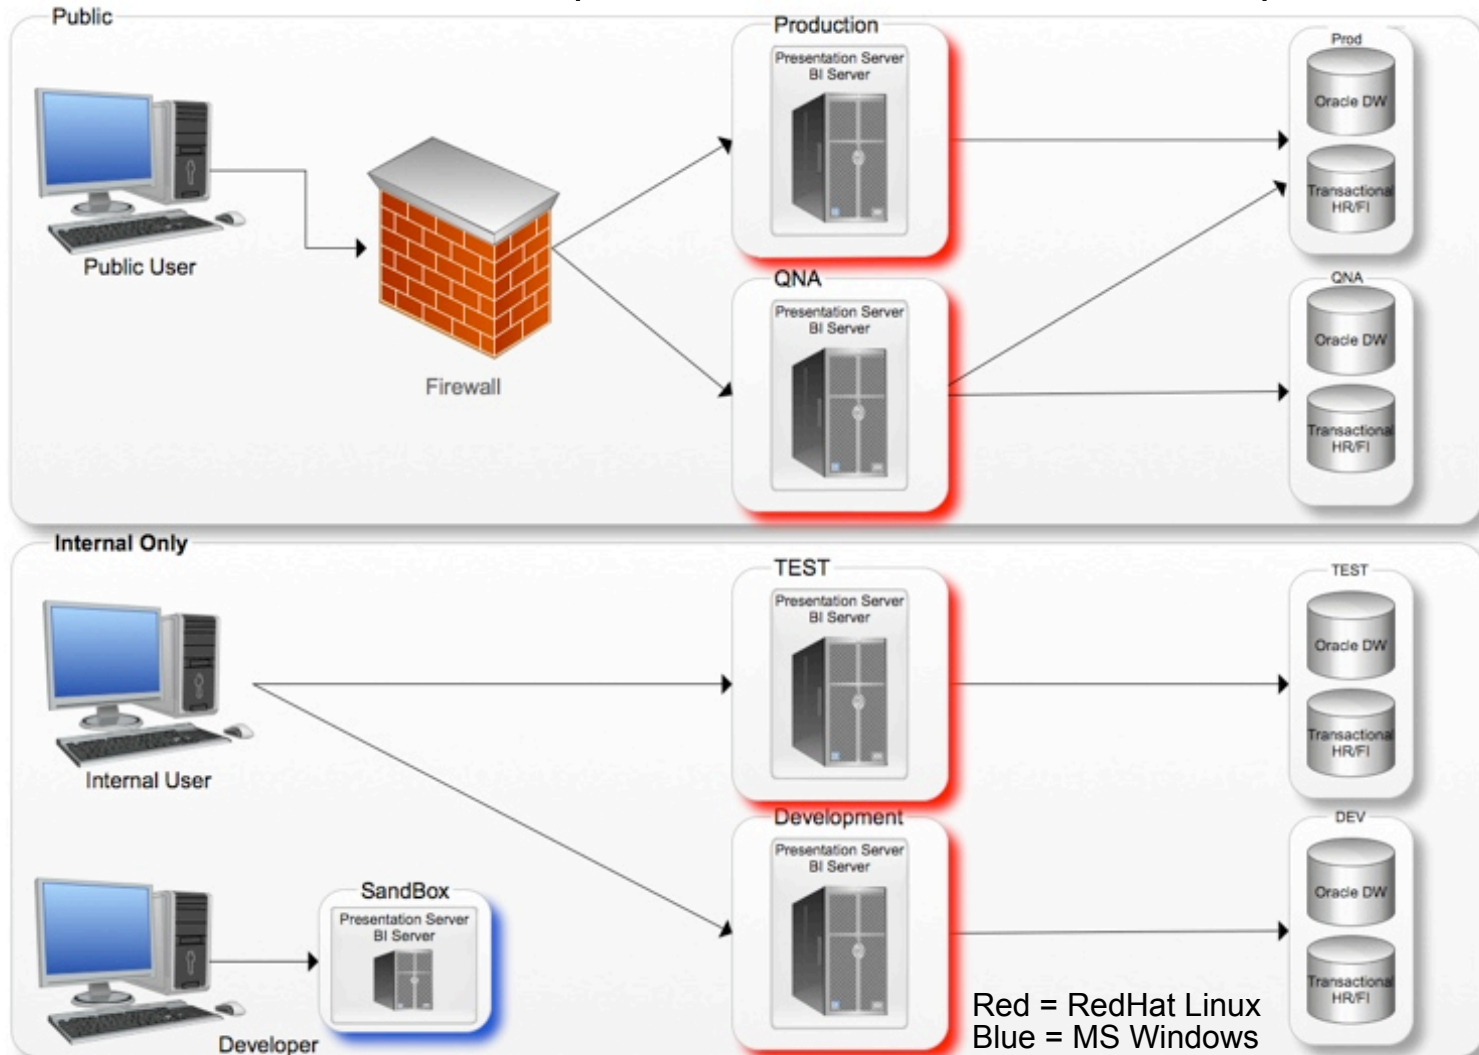 Public
Production
Presentation Server
BI Server
Prod
Oracle DW
Transactional
HR/FI
Public User
Firewall
QNA
Presentation Server
BI Server
QNA
Oracle DW
Transactional
HR/FI
Internal Only
TEST
Presentation Server
BI Server
TEST
Oracle DW
Transactional
HR/FI
Internal User
Development
Presentation Server
BI Server
DEV
Oracle DW
Transactional
HR/FI
SandBox
Presentation Server
BI Server
Developer
Red = RedHat Linux
Blue = MS Windows